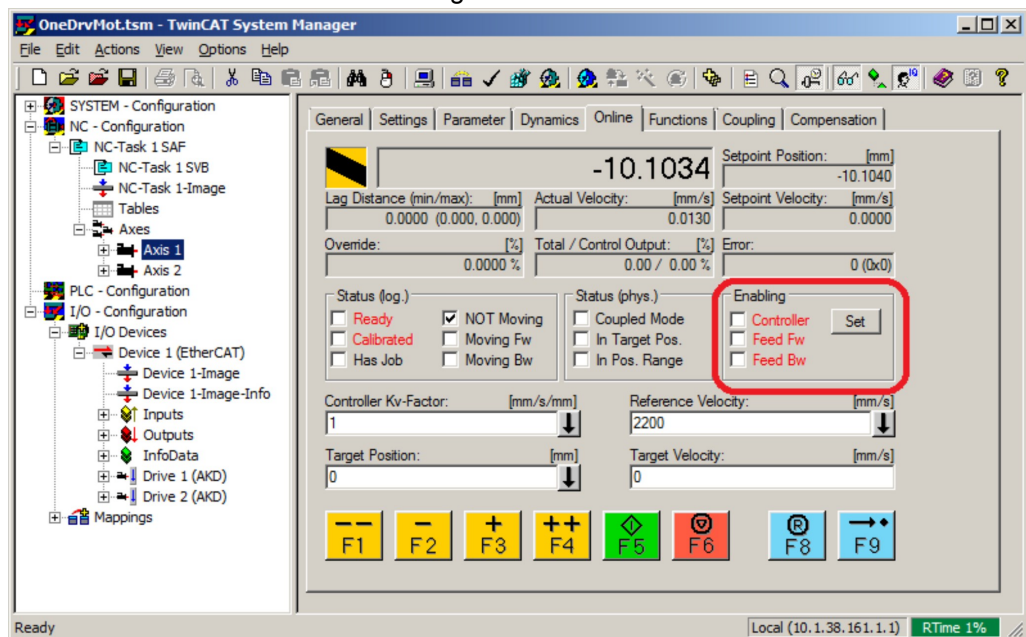 OneDrvMot.tsm - TwinCAT System Manager
File Edit Actions View Options Help
SYSTEM - Configuration
NC - Configuration
NC-Task 1 SAF
NC-Task 1 SVB
NC-Task 1-Image
Tables
Axes
Axis 1
Axis 2
PLC - Configuration
I/O - Configuration
I/O Devices
Device 1 (EtherCAT)
Device 1-Image
Device 1-Image-Info
Inputs
Outputs
InfoData
Drive 1 (AKD)
Drive 2 (AKD)
Mappings
General Settings Parameter Dynamics Online Functions Coupling Compensation
-10.1034
Setpoint Position: [mm]
-10.1040
Lag Distance (min/max): [mm] Actual Velocity: [mm/s] Setpoint Velocity: [mm/s]
0.0000 (0.000, 0.000) 0.0130 0.0000
Override: [%] Total / Control Output: [%] Error:
0.0000 % 0.00 / 0.00 % 0 (0x0)
Status (log.) Status (phys.) Enabling
Ready NOT Moving Coupled Mode Controller Set
Calibrated Moving Fw In Target Pos. Feed Fw
Has Job Moving Bw In Pos. Range Feed Bw
Controller Kv-Factor: [mm/s/mm] Reference Velocity: [mm/s]
1 2200
Target Position: [mm] Target Velocity: [mm/s]
0 0
-- - + ++ R
F1 F2 F3 F4 F5 F6 F8 F9
Ready Local (10.1.38.161.1.1) RTime 1%